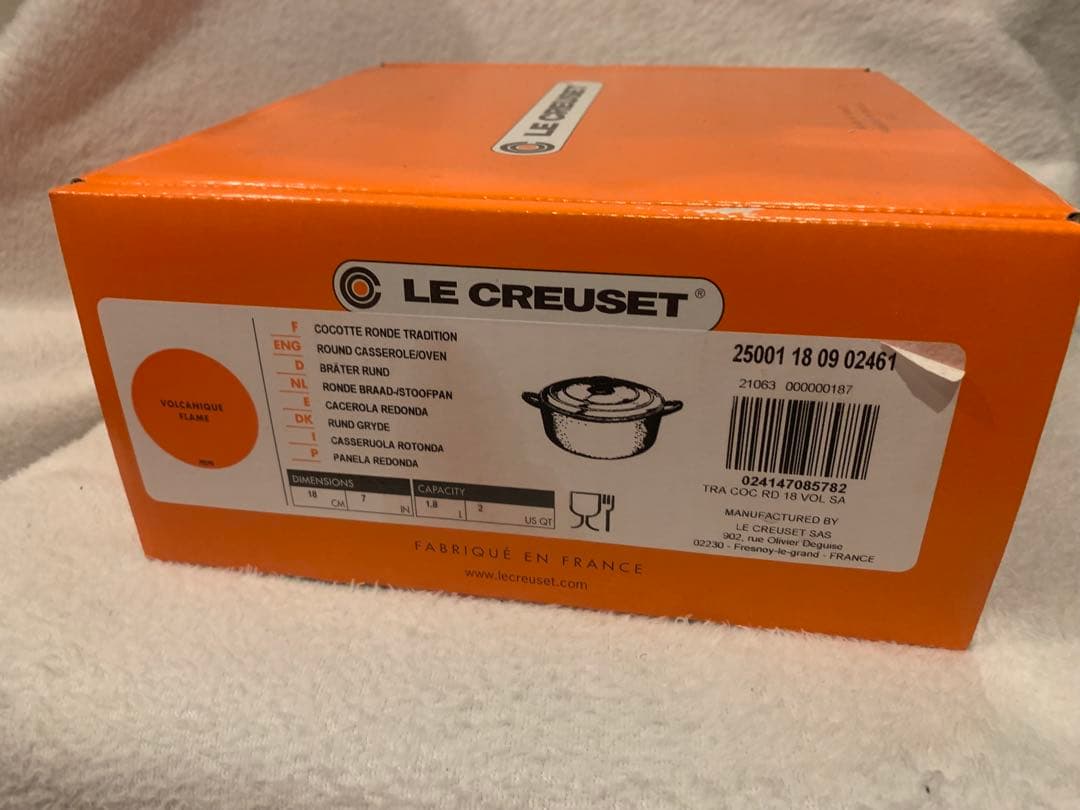 LE CREUSET
LE CREUSET®
VOLCANIQUE
FLAME
F COCOTTE RONDE TRADITION
ENG ROUND CASSEROLE/OVEN
D BRÄTER RUND
NL RONDE BRAAD-/STOOFPAN
E CACEROLA REDONDA
DK RUND GRYDE
I CASSERUOLA ROTONDA
P PANELA REDONDA
DIMENSIONS CAPACITY
18 CM 7 IN 1.8 L 2 US QT
25001 18 09 02461
21063 000000187
024147085782
TRA COC RD 18 VOL SA
MANUFACTURED BY
LE CREUSET SAS
902, rue Olivier Deguise
02230 - Fresnoy-le-grand - FRANCE
FABRIQUÉ EN FRANCE
www.lecreuset.com